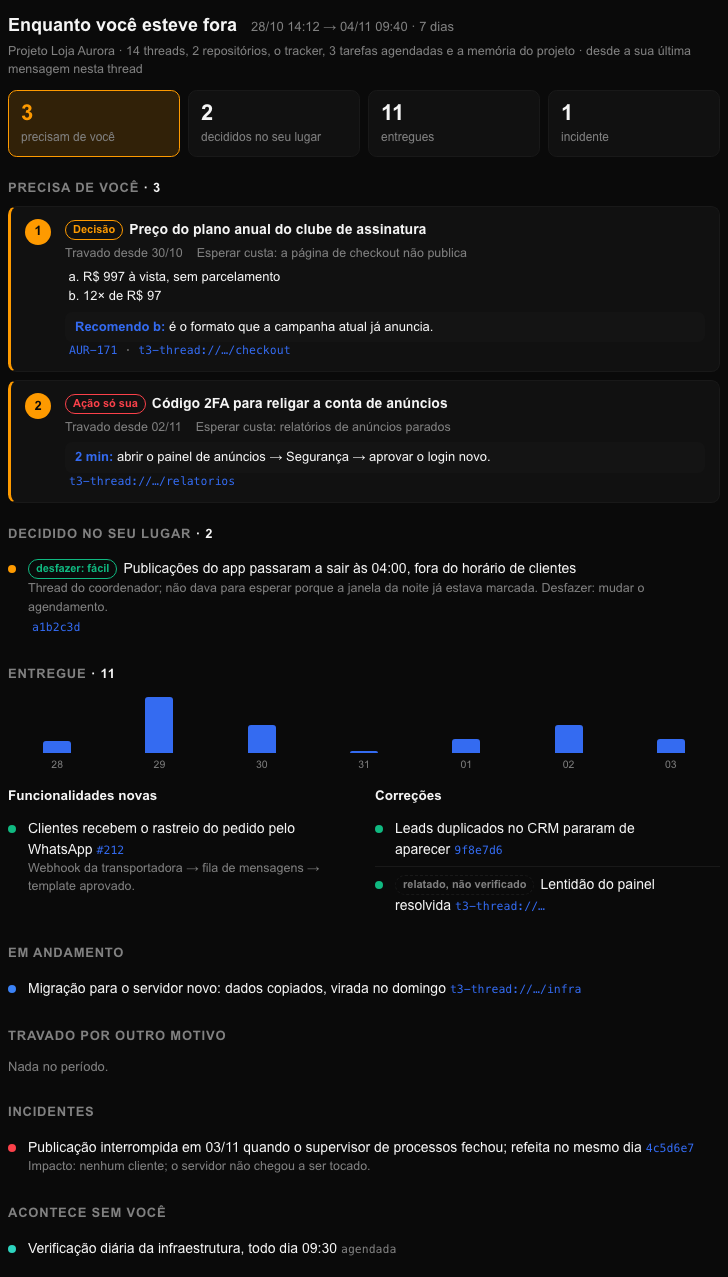 Enquanto você esteve fora 28/10 14:12 → 04/11 09:40 · 7 dias
Projeto Loja Aurora · 14 threads, 2 repositórios, o tracker, 3 tarefas agendadas e a memória do projeto · desde a sua última
mensagem nesta thread
3
precisam de você
2
decididos no seu lugar
11
entregues
1
incidente
PRECISA DE VOCÊ · 3
1
Decisão Preço do plano anual do clube de assinatura
Travado desde 30/10 Esperar custa: a página de checkout não publica
a. R$ 997 à vista, sem parcelamento
b. 12× de R$ 97
Recomendo b: é o formato que a campanha atual já anuncia.
AUR-171 · t3-thread://…/checkout
2
Ação só sua Código 2FA para religar a conta de anúncios
Travado desde 02/11 Esperar custa: relatórios de anúncios parados
2 min: abrir o painel de anúncios → Segurança → aprovar o login novo.
t3-thread://…/relatorios
DECIDIDO NO SEU LUGAR · 2
desfazer: fácil Publicações do app passaram a sair às 04:00, fora do horário de clientes
Thread do coordenador; não dava para esperar porque a janela da noite já estava marcada. Desfazer: mudar o
agendamento.
a1b2c3d
ENTREGUE · 11
28 29 30 31 01 02 03
Funcionalidades novas
Clientes recebem o rastreio do pedido pelo
WhatsApp #212
Webhook da transportadora → fila de mensagens →
template aprovado.
Correções
Leads duplicados no CRM pararam de
aparecer 9f8e7d6
relatado, não verificado Lentidão do painel
resolvida t3-thread://…
EM ANDAMENTO
Migração para o servidor novo: dados copiados, virada no domingo t3-thread://…/infra
TRAVADO POR OUTRO MOTIVO
Nada no período.
INCIDENTES
Publicação interrompida em 03/11 quando o supervisor de processos fechou; refeita no mesmo dia 4c5d6e7
Impacto: nenhum cliente; o servidor não chegou a ser tocado.
ACONTECE SEM VOCÊ
Verificação diária da infraestrutura, todo dia 09:30 agendada